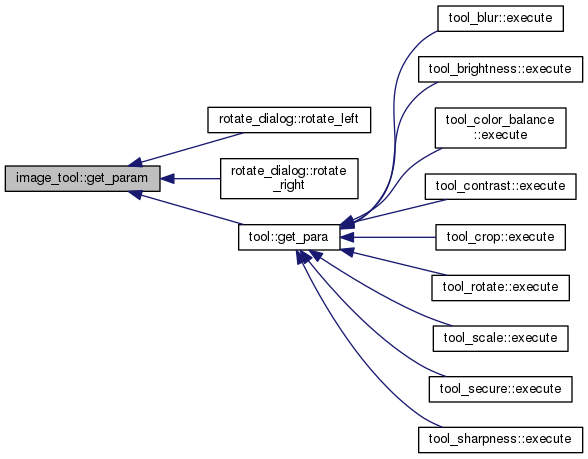 image_tool::get_param
rotate_dialog::rotate_left
rotate_dialog::rotate
_right
tool::get_para
tool_blur::execute
tool_brightness::execute
tool_color_balance
::execute
tool_contrast::execute
tool_crop::execute
tool_rotate::execute
tool_scale::execute
tool_secure::execute
tool_sharpness::execute